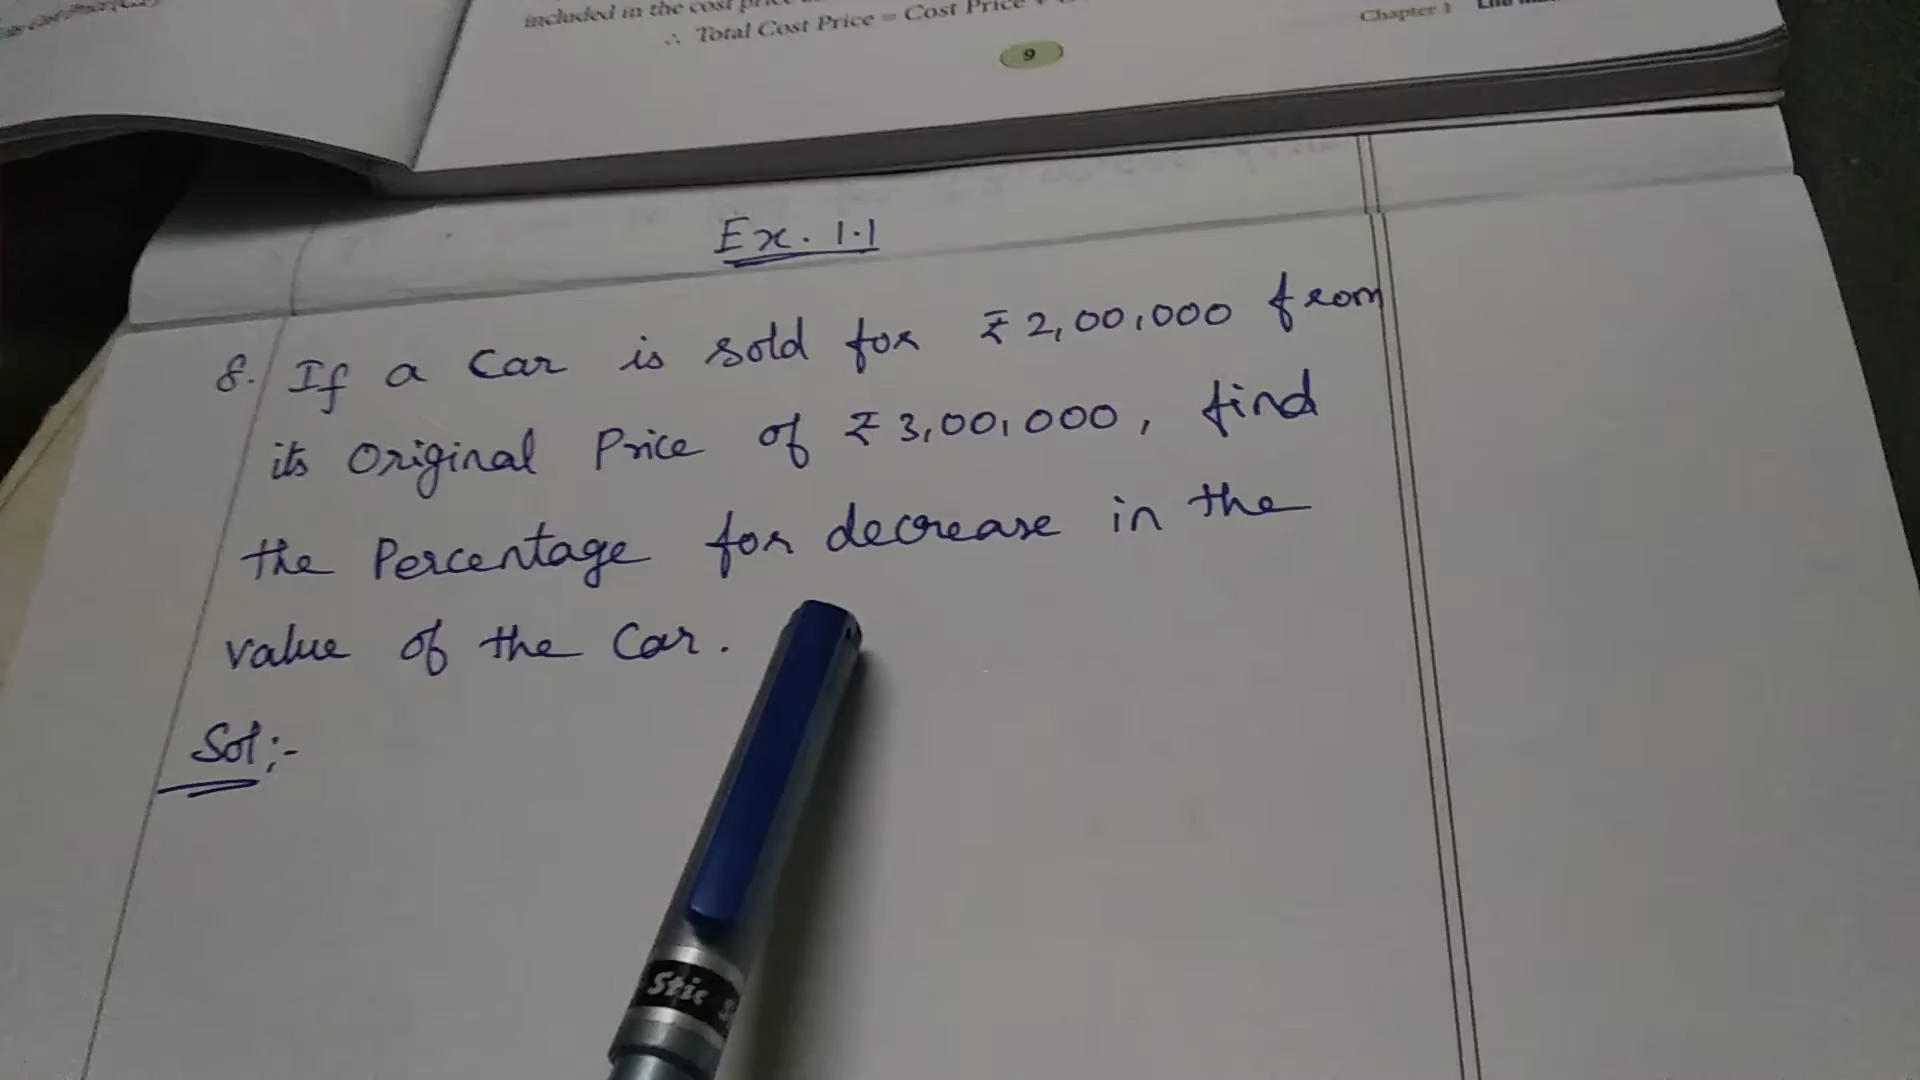 included in the cost
∴ Total Cost Price = Cost Price +
Chapter 1
9
Ex. 1.1
8. If a Car is sold for ₹ 2,00,000 from
its Original Price of ₹ 3,00,000, find
the Percentage for decrease in the
value of the Car.
Sol:-
Stic